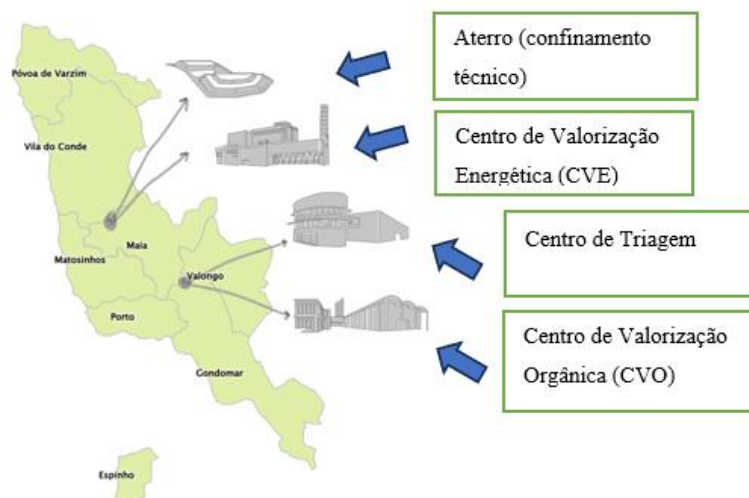 Aterro (confinamento
técnico)
Póvoa de Varzim
Centro de Valorização
Energética (CVE)
Vila do Conde
Centro de Triagem
Maia
Matosinhos
Valongo
Porto
Centro de Valorização
Orgânica (CVO)
Gondomar
Espinho